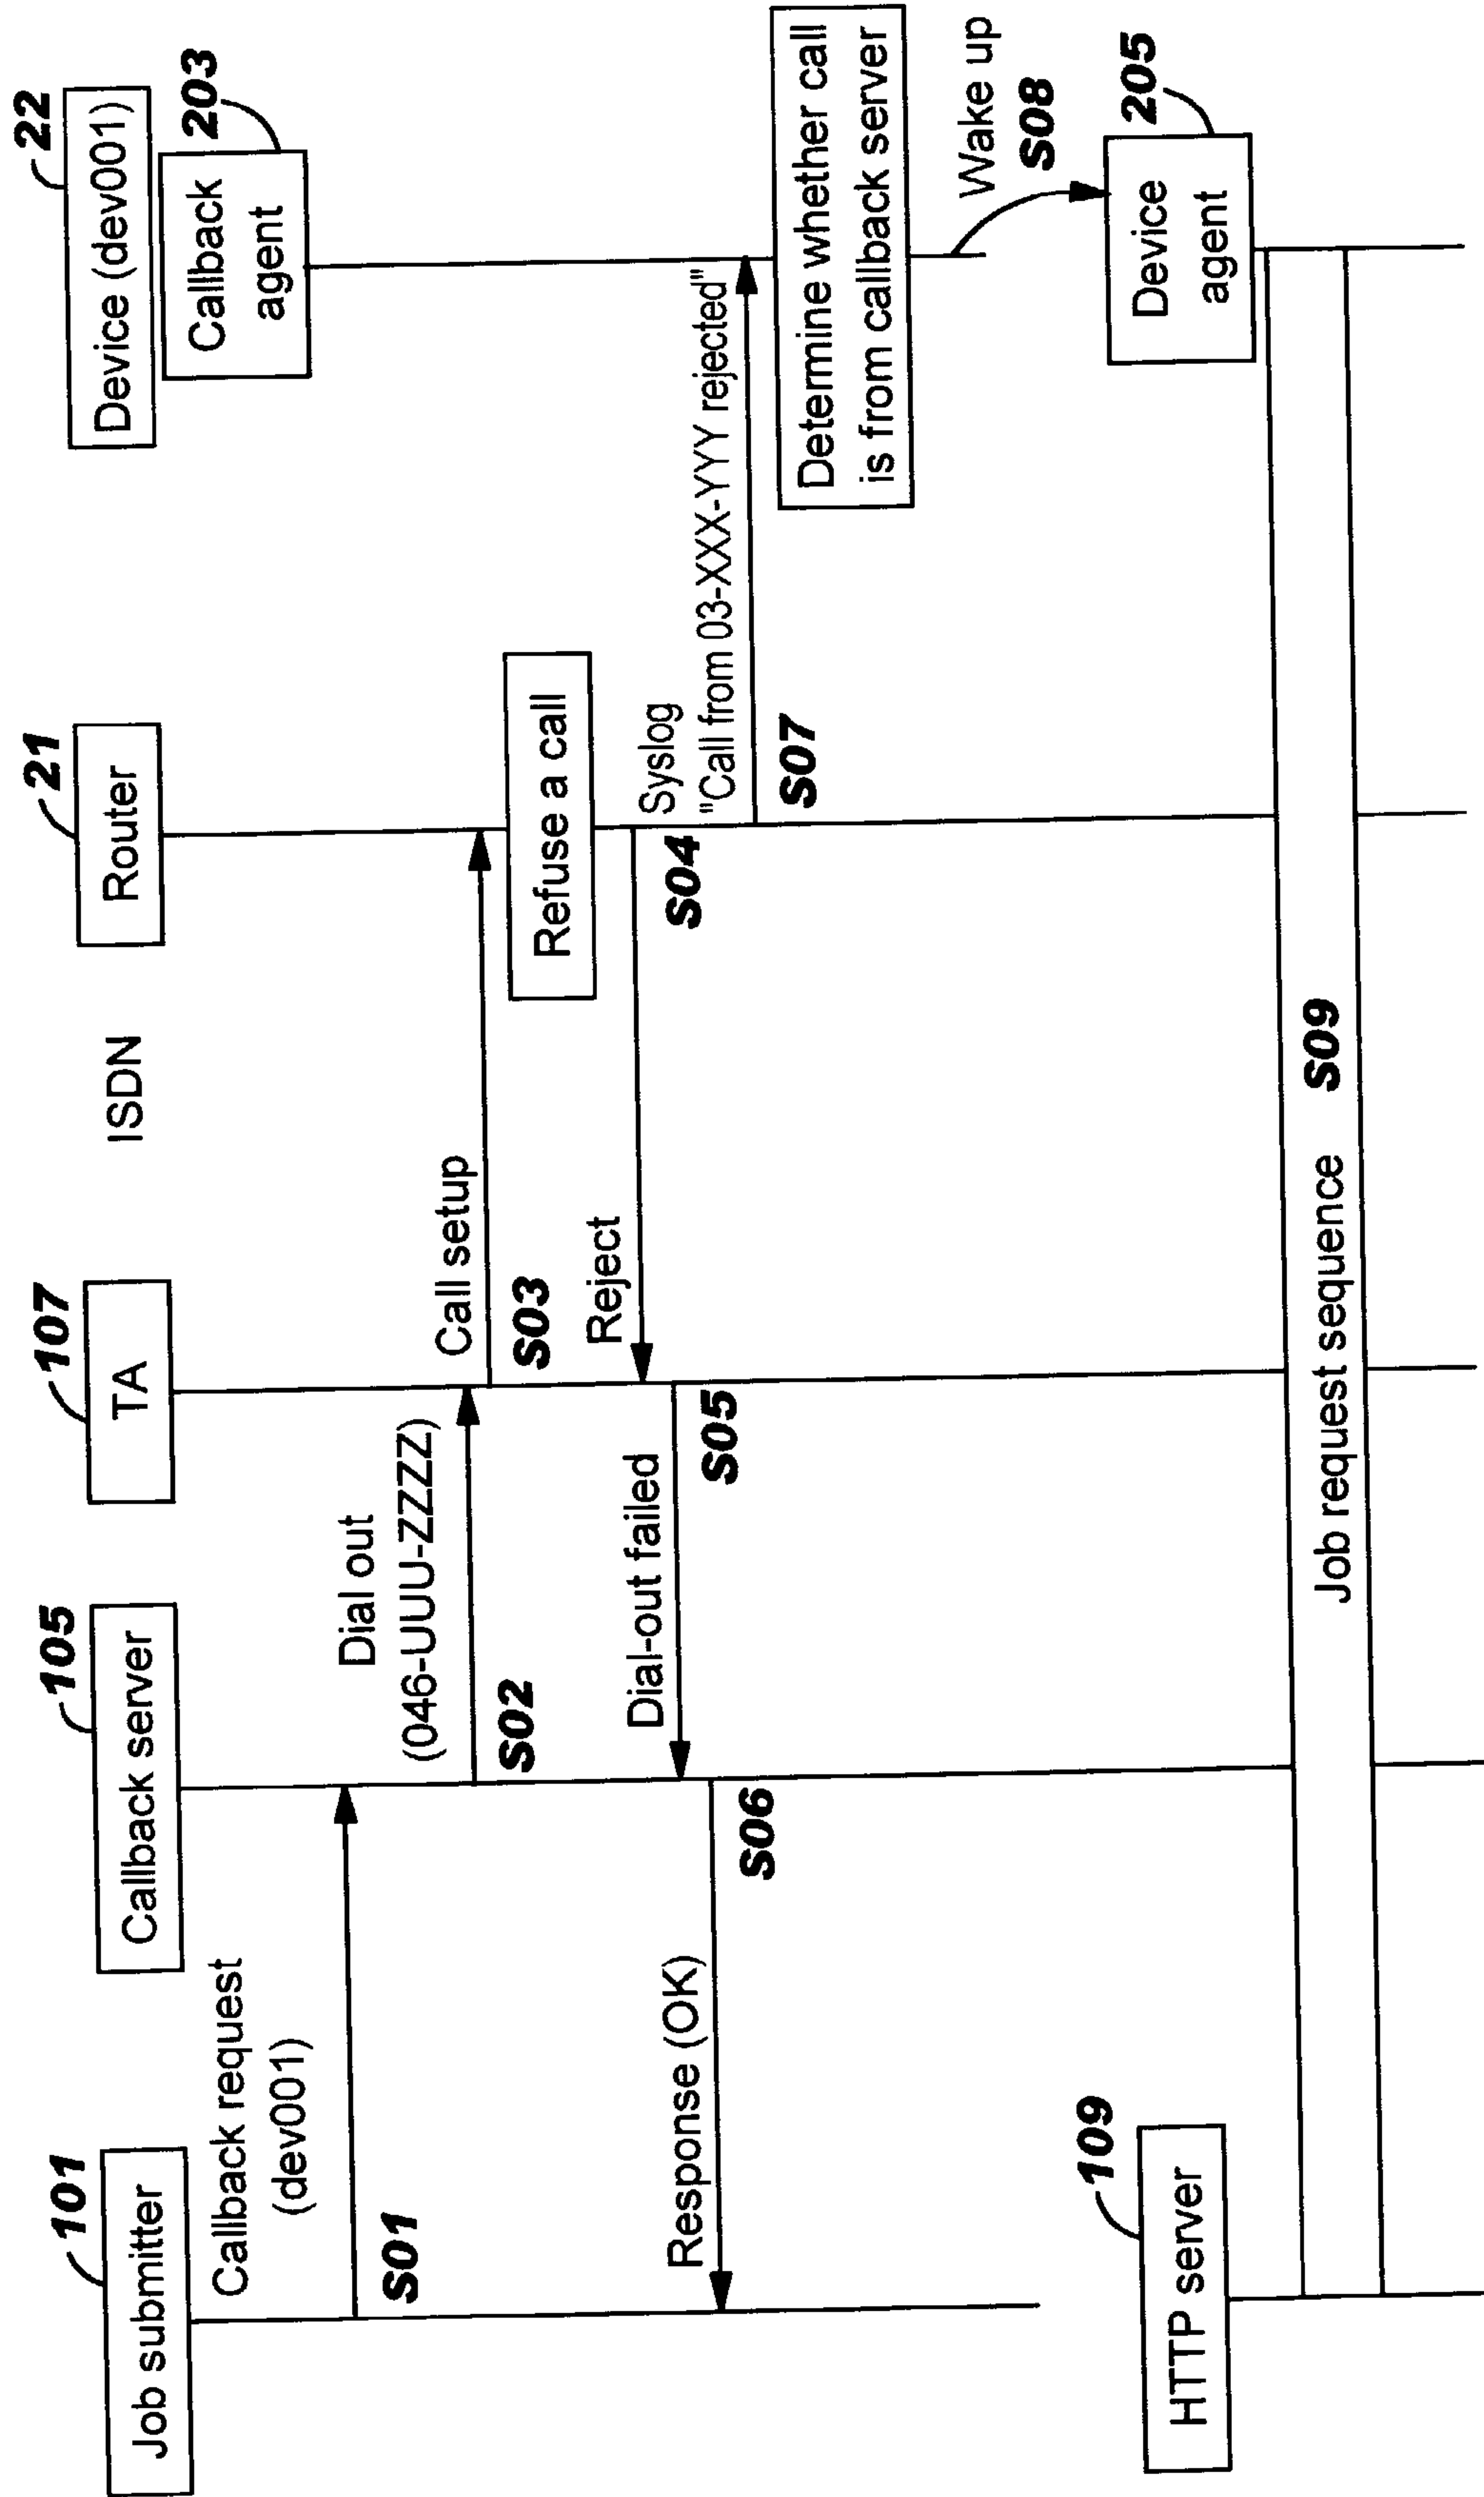 101
Job submitter
105
Callback server
107
TA
ISDN
21
Router
22
Device (dev001)
203
Callback
agent
Callback request
(dev001)
S01
Dial out
(046-UUU-ZZZZ)
S02
Call setup
S03
Refuse a call
Reject
S04
Dial-out failed
S05
Response (OK)
S06
Syslog
"Call from 03-XXX-YYY rejected"
S07
Determine whether call
is from callback server
Wake up
S08
205
Device
agent
109
HTTP server
Job request sequence
S09